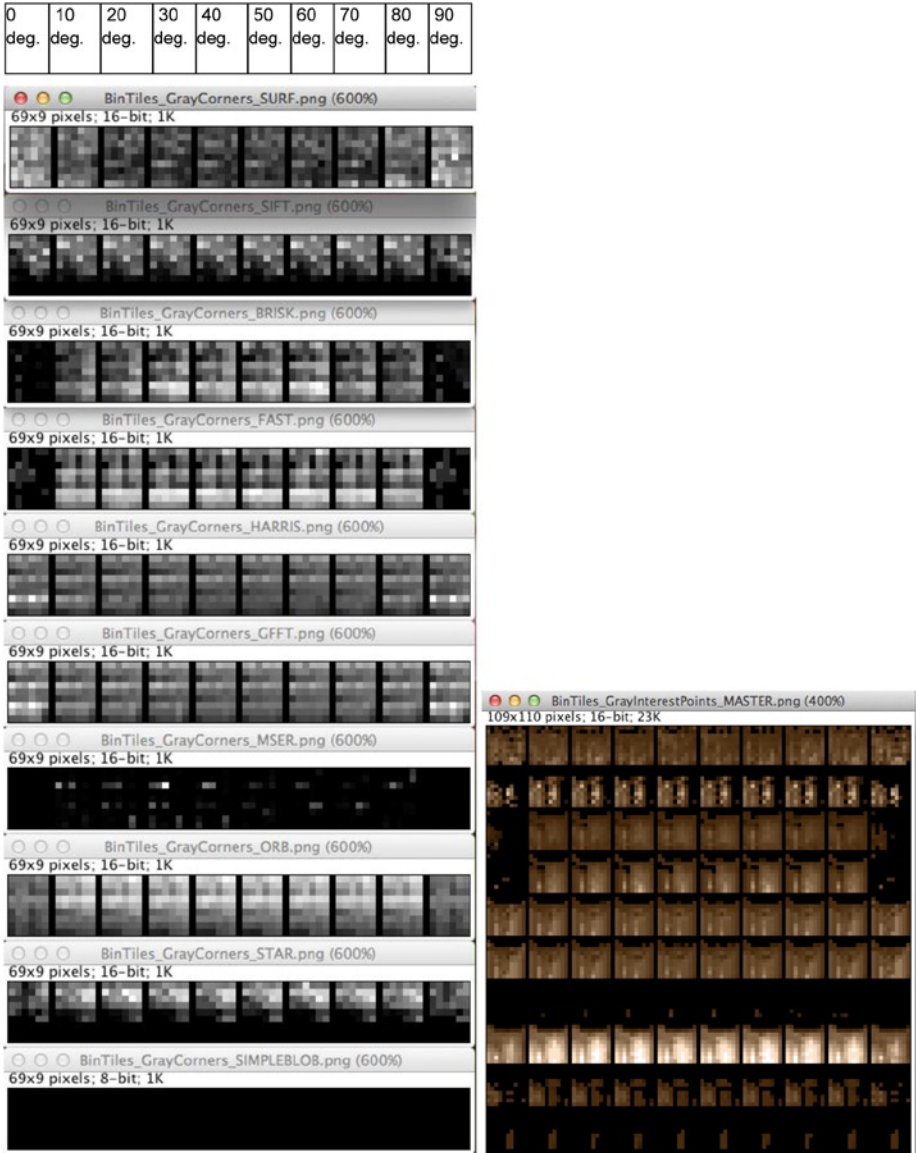 0 10 20 30 40 50 60 70 80 90
deg. deg. deg. deg. deg. deg. deg. deg. deg. deg.
BinTiles_GrayCorners_SURF.png (600%)
69x9 pixels; 16-bit; 1K
BinTiles_GrayCorners_SIFT.png (600%)
69x9 pixels; 16-bit; 1K
BinTiles_GrayCorners_BRISK.png (600%)
69x9 pixels; 16-bit; 1K
BinTiles_GrayCorners_FAST.png (600%)
69x9 pixels; 16-bit; 1K
BinTiles_GrayCorners_HARRIS.png (600%)
69x9 pixels; 16-bit; 1K
BinTiles_GrayCorners_GFFT.png (600%)
69x9 pixels; 16-bit; 1K
BinTiles_GrayCorners_MSER.png (600%)
69x9 pixels; 16-bit; 1K
BinTiles_GrayCorners_ORB.png (600%)
69x9 pixels; 16-bit; 1K
BinTiles_GrayCorners_STAR.png (600%)
69x9 pixels; 16-bit; 1K
BinTiles_GrayCorners_SIMPLEBLOB.png (600%)
69x9 pixels; 8-bit; 1K
BinTiles_GrayInterestPoints_MASTER.png (400%)
109x110 pixels; 16-bit; 23K